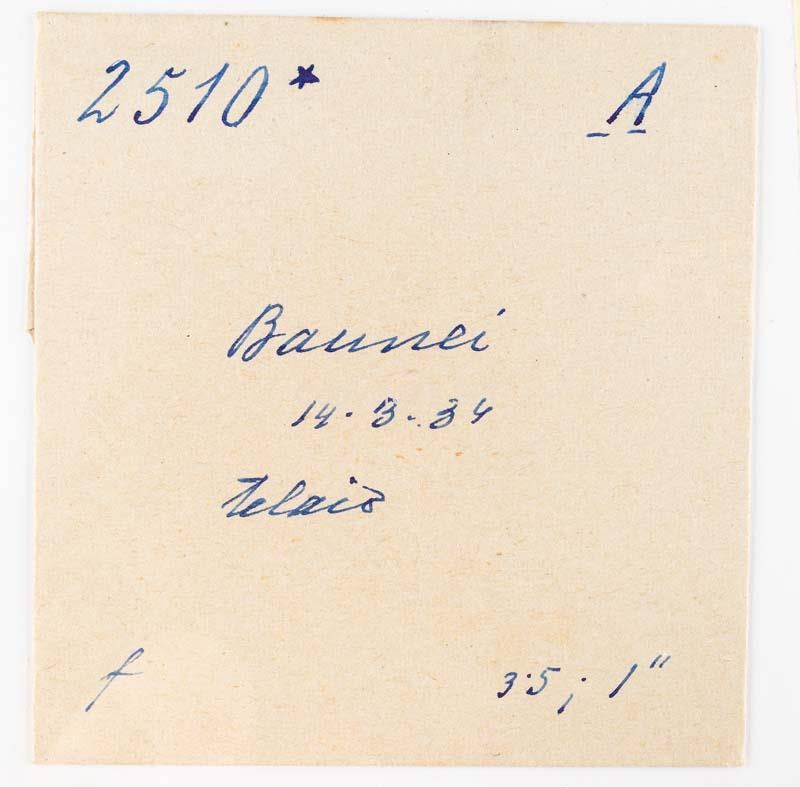 2510* A
Baunei
14.3.34
telaio
f 3.5; 1"